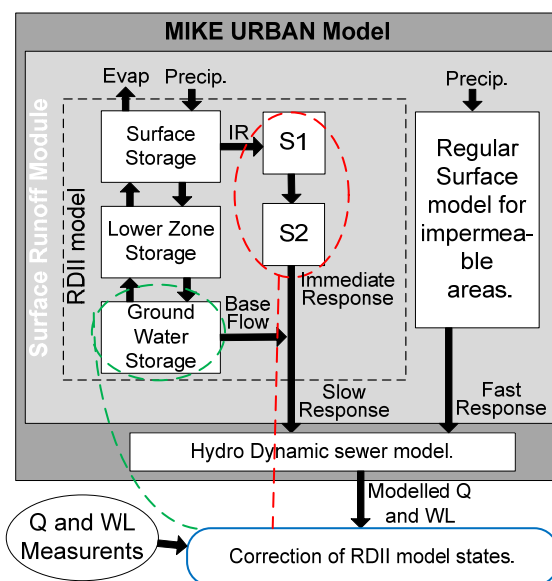 MIKE URBAN Model
Surface Runoff Module
RDII model
Evap
Precip.
Precip.
Surface
Storage
IR
S1
S2
Regular
Surface
model for
impermea-
ble
areas.
Lower Zone
Storage
Ground
Water
Storage
Base
Flow
Immediate
Response
Slow
Response
Fast
Response
Hydro Dynamic sewer model.
Modelled Q
and WL
Q and WL
Measurents
Correction of RDII model states.